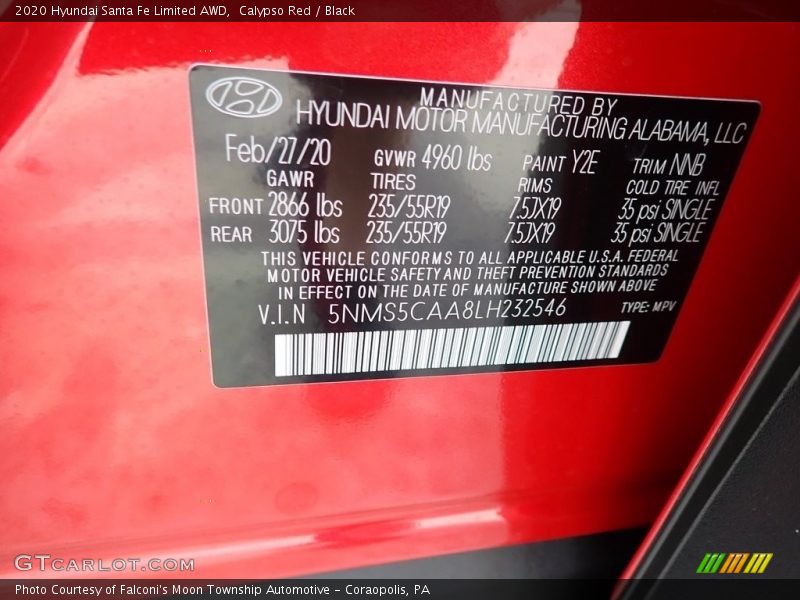 2020 Hyundai Santa Fe Limited AWD,  Calypso Red / Black
MANUFACTURED BY
HYUNDAI MOTOR MANUFACTURING ALABAMA, LLC
Feb/27/20 GVWR 4960 lbs PAINT Y2E TRIM NNB
GAWR TIRES RIMS COLD TIRE INFL
FRONT 2866 lbs 235/55R19 7.5JX19 35 psi SINGLE
REAR 3075 lbs 235/55R19 7.5JX19 35 psi SINGLE
THIS VEHICLE CONFORMS TO ALL APPLICABLE U.S.A. FEDERAL
MOTOR VEHICLE SAFETY AND THEFT PREVENTION STANDARDS
IN EFFECT ON THE DATE OF MANUFACTURE SHOWN ABOVE
V.I.N 5NMS5CAA8LH232546 TYPE: MPV
GTCARLOT.COM
Photo Courtesy of Falconi's Moon Township Automotive - Coraopolis, PA